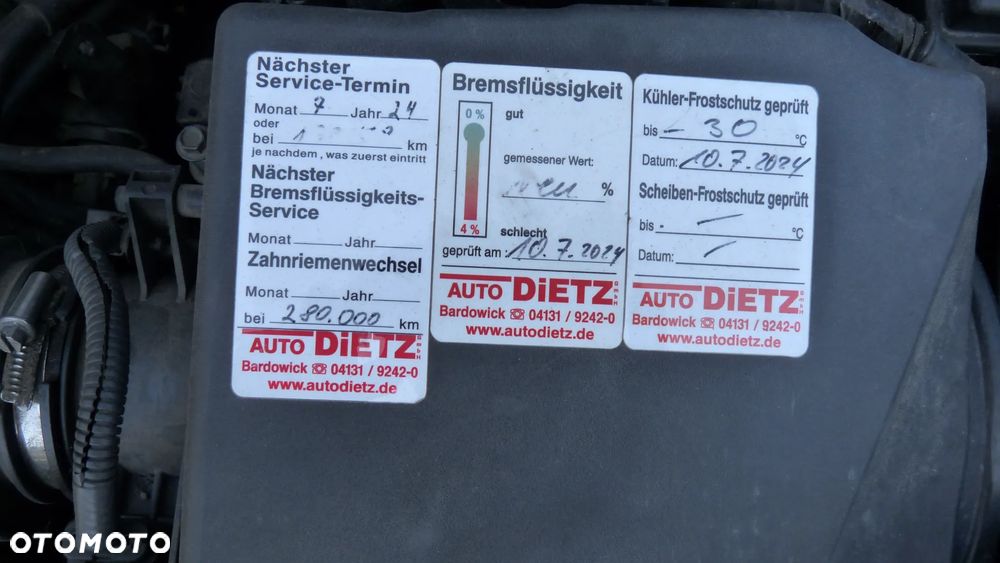 Nächster
Service-Termin
Monat 7 Jahr 24
oder
bei km
je nachdem, was zuerst eintritt
Nächster
Bremsflüssigkeits-
Service
Monat Jahr
Zahnriemenwechsel
Monat Jahr
bei 280.000 km
AUTO DiETZ GmbH
Bardowick ☏ 04131 / 9242-0
www.autodietz.de
Bremsflüssigkeit
0 % gut
gemessener Wert:
neu %
4 % schlecht
geprüft am: 10.7.2024
AUTO DiETZ GmbH
Bardowick ☏ 04131 / 9242-0
www.autodietz.de
Kühler-Frostschutz geprüft
bis - 30 °C
Datum: 10.7.2024
Scheiben-Frostschutz geprüft
bis - — °C
Datum: /
AUTO DiETZ GmbH
Bardowick ☏ 04131 / 9242-0
www.autodietz.de
OTOMOTO